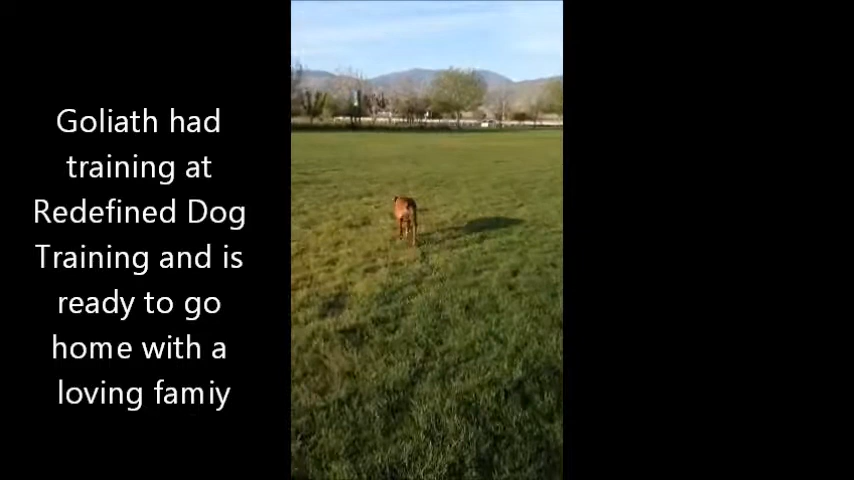 Goliath had
training at
Redefined Dog
Training and is
ready to go
home with a
loving famiy